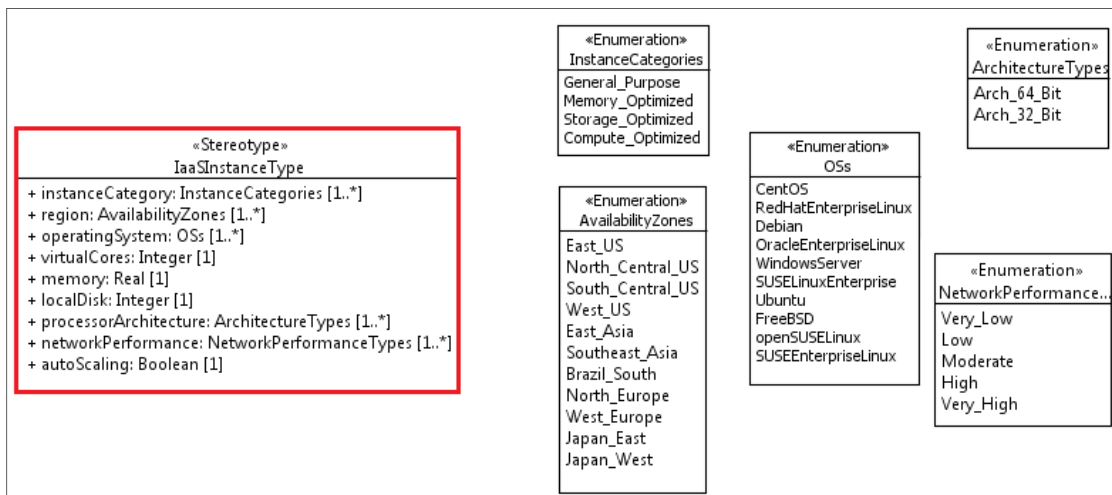 «Stereotype»
IaaSInstanceType
+ instanceCategory: InstanceCategories [1..*]
+ region: AvailabilityZones [1..*]
+ operatingSystem: OSs [1..*]
+ virtualCores: Integer [1]
+ memory: Real [1]
+ localDisk: Integer [1]
+ processorArchitecture: ArchitectureTypes [1..*]
+ networkPerformance: NetworkPerformanceTypes [1..*]
+ autoScaling: Boolean [1]
«Enumeration»
InstanceCategories
General_Purpose
Memory_Optimized
Storage_Optimized
Compute_Optimized
«Enumeration»
AvailabilityZones
East_US
North_Central_US
South_Central_US
West_US
East_Asia
Southeast_Asia
Brazil_South
North_Europe
West_Europe
Japan_East
Japan_West
«Enumeration»
OSs
CentOS
RedHatEnterpriseLinux
Debian
OracleEnterpriseLinux
WindowsServer
SUSELinuxEnterprise
Ubuntu
FreeBSD
openSUSELinux
SUSEEnterpriseLinux
«Enumeration»
ArchitectureTypes
Arch_64_Bit
Arch_32_Bit
«Enumeration»
NetworkPerformance...
Very_Low
Low
Moderate
High
Very_High